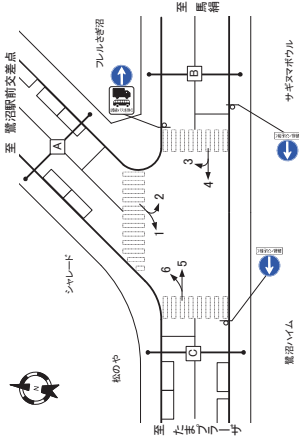 至 鷺沼駅前交差点
至 馬絹
フレルさぎ沼
A
B
サギヌマボウル
シャレード
2
1
3
4
6
5
松のや
C
N
至 たまプラーザ
鷺沼ハイム